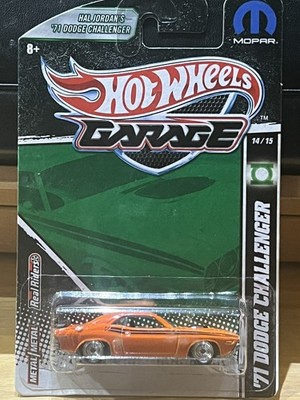 HAL JORDAN'S
'71 DODGE CHALLENGER
8+
MOPAR
HOT WHEELS
GARAGE
TM
14/15
'71 DODGE CHALLENGER
METAL/METAL
Real Riders